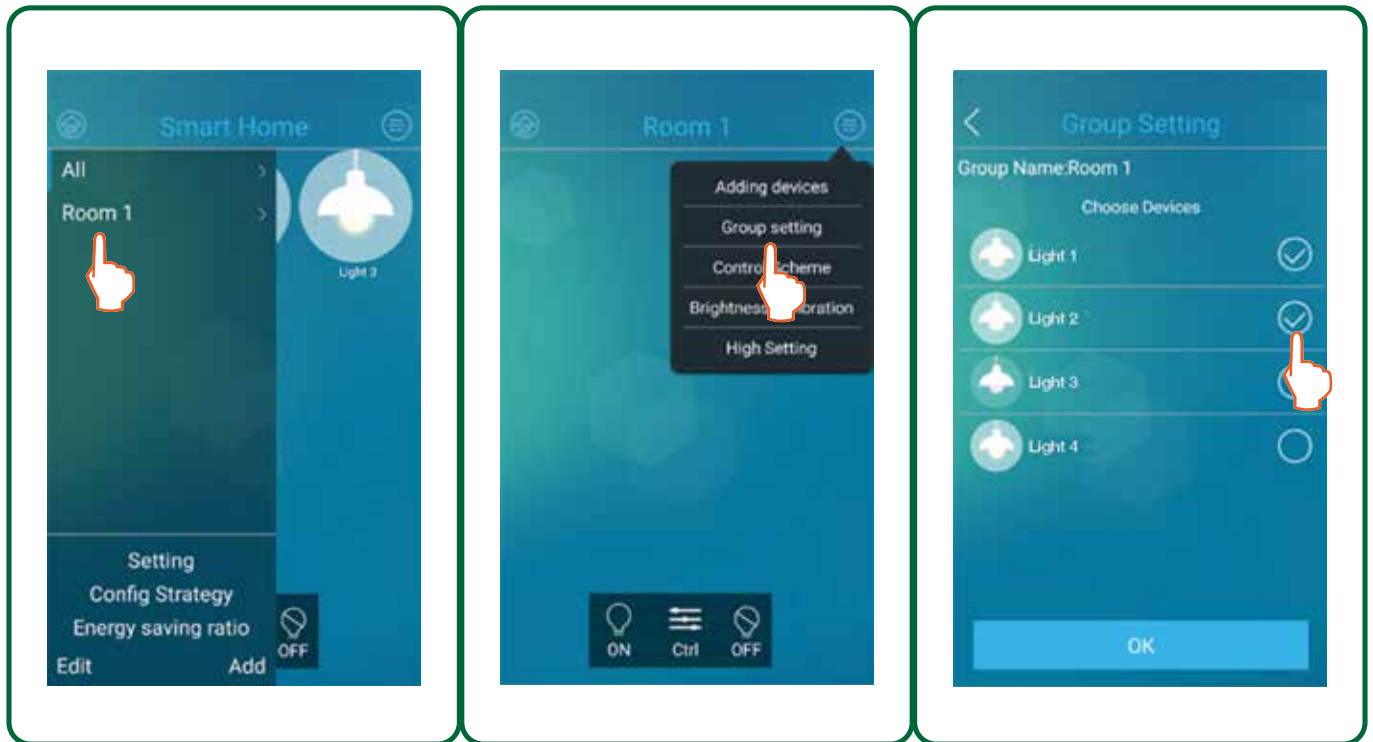 Smart Home
All
Room 1
Light 3
Setting
Config Strategy
Energy saving ratio
OFF
Edit
Add
Room 1
Adding devices
Group setting
Control
Brightness
High Setting
ON
Ctrl
OFF
Group Setting
Group Name:Room 1
Choose Devices
Light 1
Light 2
Light 3
Light 4
OK